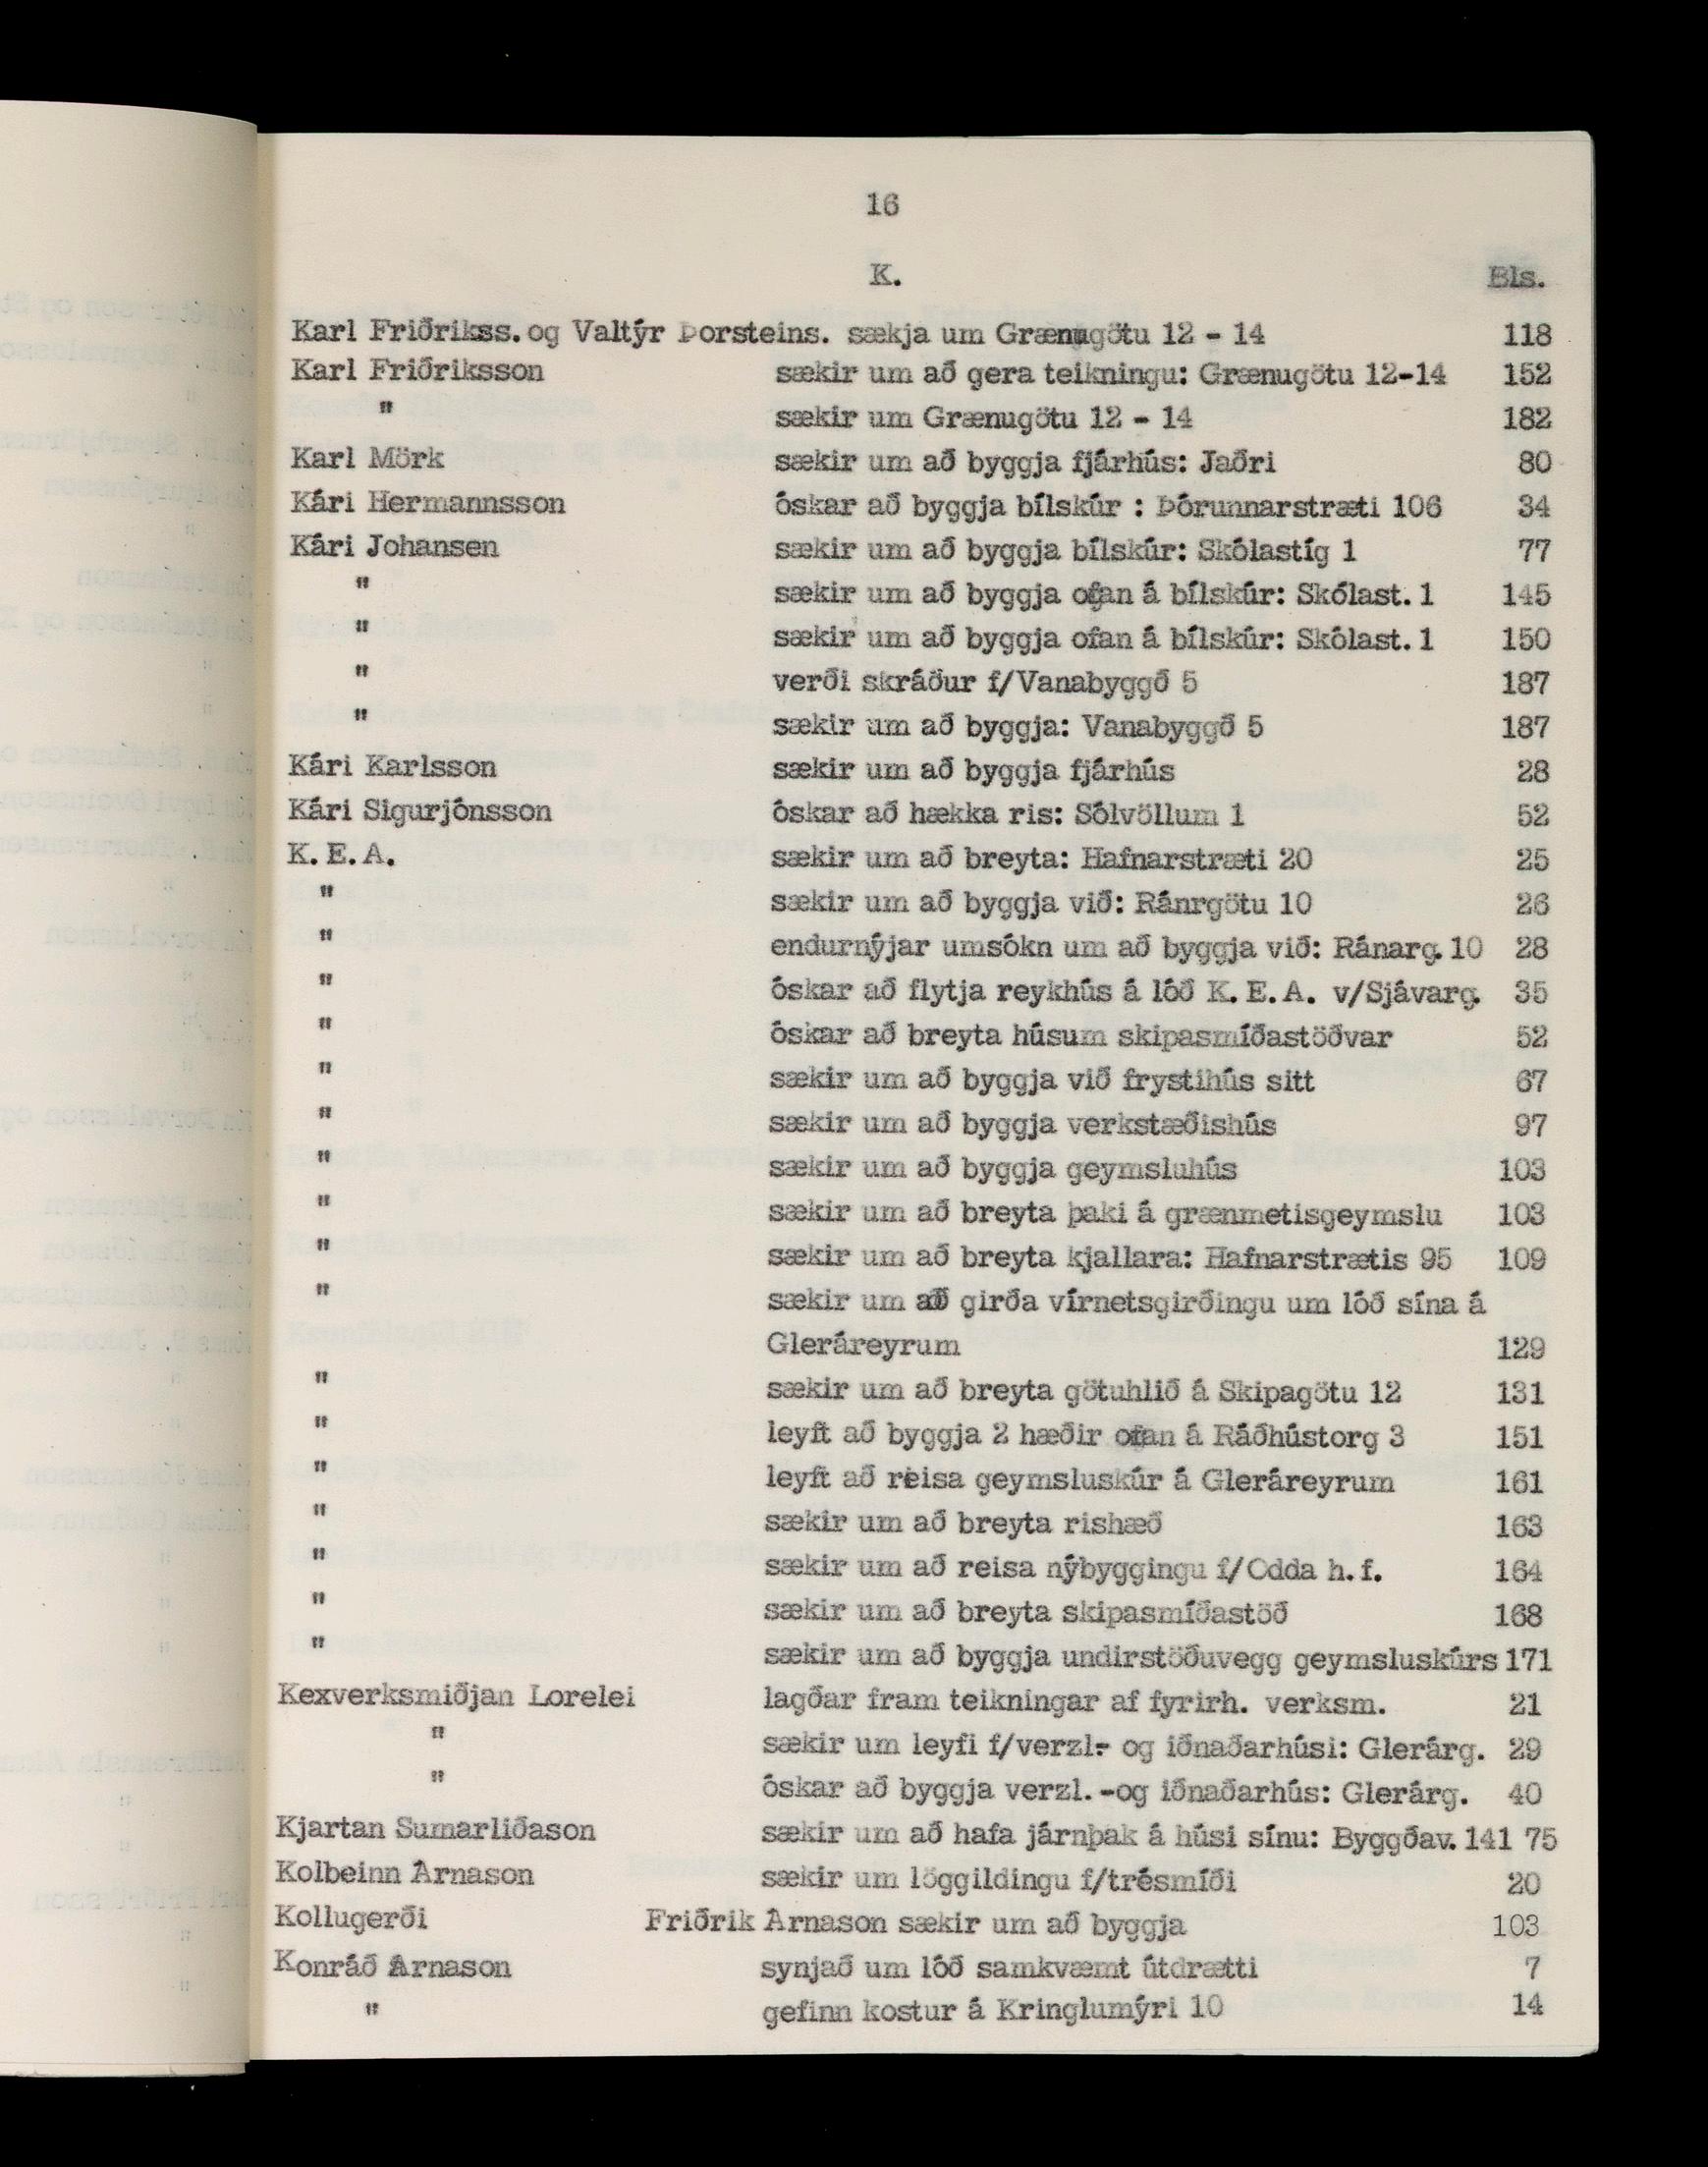 16
K. Bls.
Karl Friðrikss. og Valtýr Þorsteins. sækja um Grænugötu 12 - 14 118
Karl Friðriksson sækir um að gera teikningu: Grænugötu 12-14 152
" sækir um Grænugötu 12 - 14 182
Karl Mörk sækir um að byggja fjárhús: Jaðri 80
Kári Hermannsson óskar að byggja bílskúr : Þórunnarstræti 106 34
Kári Johansen sækir um að byggja bílskúr: Skólastíg 1 77
" sækir um að byggja ofan á bílskúr: Skólast. 1 145
" sækir um að byggja ofan á bílskúr: Skólast. 1 150
" verði skráður f/Vanabyggð 5 187
" sækir um að byggja: Vanabyggð 5 187
Kári Karlsson sækir um að byggja fjárhús 28
Kári Sigurjónsson óskar að hækka ris: Sólvöllum 1 52
K. E. A. sækir um að breyta: Hafnarstræti 20 25
" sækir um að byggja við: Ránrgötu 10 26
" endurnýjar umsókn um að byggja við: Ránarg. 10 28
" óskar að flytja reykhús á lóð K. E. A. v/Sjávarg. 35
" óskar að breyta húsum skipasmíðastöðvar 52
" sækir um að byggja við frystihús sitt 67
" sækir um að byggja verkstæðishús 97
" sækir um að byggja geymsluhús 103
" sækir um að breyta þaki á grænmetisgeymslu 103
" sækir um að breyta kjallara: Hafnarstrætis 95 109
" sækir um að girða vírnetsgirðingu um lóð sína á
Gleráreyrum 129
" sækir um að breyta götuhlið á Skipagötu 12 131
" leyft að byggja 2 hæðir ofan á Ráðhústorg 3 151
" leyft að reisa geymsluskúr á Gleráreyrum 161
" sækir um að breyta rishæð 163
" sækir um að reisa nýbyggingu f/Odda h. f. 164
" sækir um að breyta skipasmíðastöð 168
" sækir um að byggja undirstöðuvegg geymsluskúrs 171
Kexverksmiðjan Lorelei lagðar fram teikningar af fyrirh. verksm. 21
" sækir um leyfi f/verzl.- og iðnaðarhúsi: Glerárg. 29
" óskar að byggja verzl. -og iðnaðarhús: Glerárg. 40
Kjartan Sumarliðason sækir um að hafa járnþak á húsi sínu: Byggðav. 141 75
Kolbeinn Árnason sækir um löggildingu f/trésmíði 20
Kollugerði Friðrik Árnason sækir um að byggja 103
Konráð Árnason synjað um lóð samkvæmt útdrætti 7
" gefinn kostur á Kringlumýri 10 14